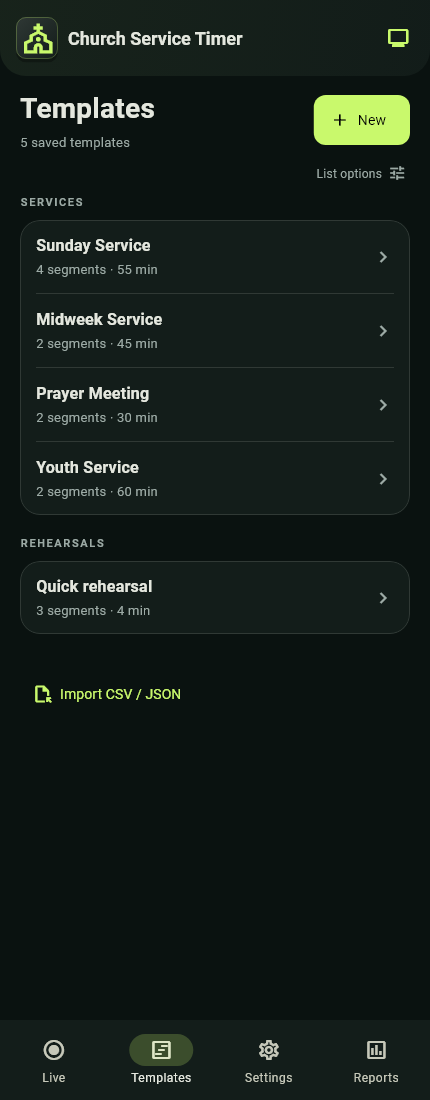 Church Service Timer
Templates
New
5 saved templates
List options
SERVICES
Sunday Service
4 segments · 55 min
Midweek Service
2 segments · 45 min
Prayer Meeting
2 segments · 30 min
Youth Service
2 segments · 60 min
REHEARSALS
Quick rehearsal
3 segments · 4 min
Import CSV / JSON
Live
Templates
Settings
Reports